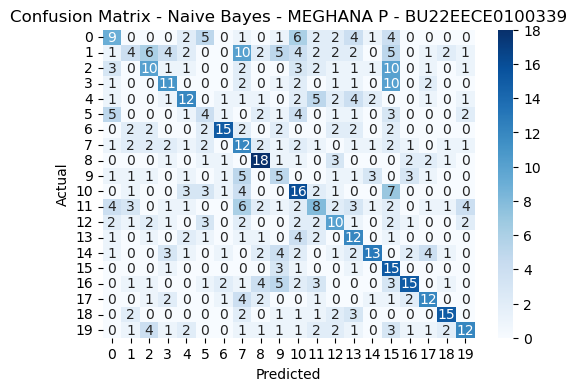 Confusion Matrix - Naive Bayes - MEGHANA P - BU22EECE0100339
0 9 0 0 0 2 5 0 1 0 1 6 2 2 4 1 4 0 0 0 0
1 1 4 6 4 2 0 0 10 2 5 4 2 2 2 0 5 0 1 2 1
2 3 0 10 1 1 0 0 2 0 0 3 2 1 1 1 10 0 0 0 0
3 0 0 0 11 0 0 0 2 0 1 2 0 1 1 0 10 0 2 0 0
4 1 0 0 1 12 0 1 1 1 0 2 5 2 4 2 0 0 1 0 0
5 5 0 0 0 1 4 1 0 2 1 4 0 1 1 0 3 0 0 0 2
6 0 2 2 0 0 2 15 2 0 0 2 0 2 2 0 2 0 0 0 0
7 1 2 2 2 1 2 0 12 2 1 2 2 1 0 1 1 2 1 0 1 1
8 0 0 0 1 0 1 1 0 18 1 1 0 3 0 0 0 2 2 1 0
9 1 1 1 0 1 0 0 5 0 5 0 0 1 1 3 0 3 1 0 0
10 0 1 0 0 3 3 0 4 0 0 16 2 1 0 0 7 0 0 0 0
11 4 3 0 1 1 0 0 6 2 1 2 8 2 3 1 2 0 1 1 4
12 2 1 2 1 0 3 0 2 0 0 2 2 10 1 0 2 1 0 0 2
13 0 1 0 0 2 1 0 1 1 0 4 2 0 12 0 2 0 0 0 0
14 0 0 0 3 1 0 0 0 2 4 2 0 1 2 13 0 2 4 1 0
15 0 0 0 1 0 0 0 0 0 3 1 0 0 0 0 15 0 0 0 0
16 0 1 1 0 0 1 2 1 4 5 2 3 0 0 0 3 15 0 0 0
17 0 0 1 2 0 0 0 4 2 0 0 1 0 0 0 1 1 2 12 0 0
18 0 2 0 0 0 1 0 0 1 1 1 1 2 3 0 0 0 0 15 0
19 0 1 4 1 2 0 0 1 1 1 1 2 2 1 0 3 1 1 2 12
0 1 2 3 4 5 6 7 8 9 10 11 12 13 14 15 16 17 18 19
Actual
Predicted
18
16
14
12
10
8
6
4
2
0